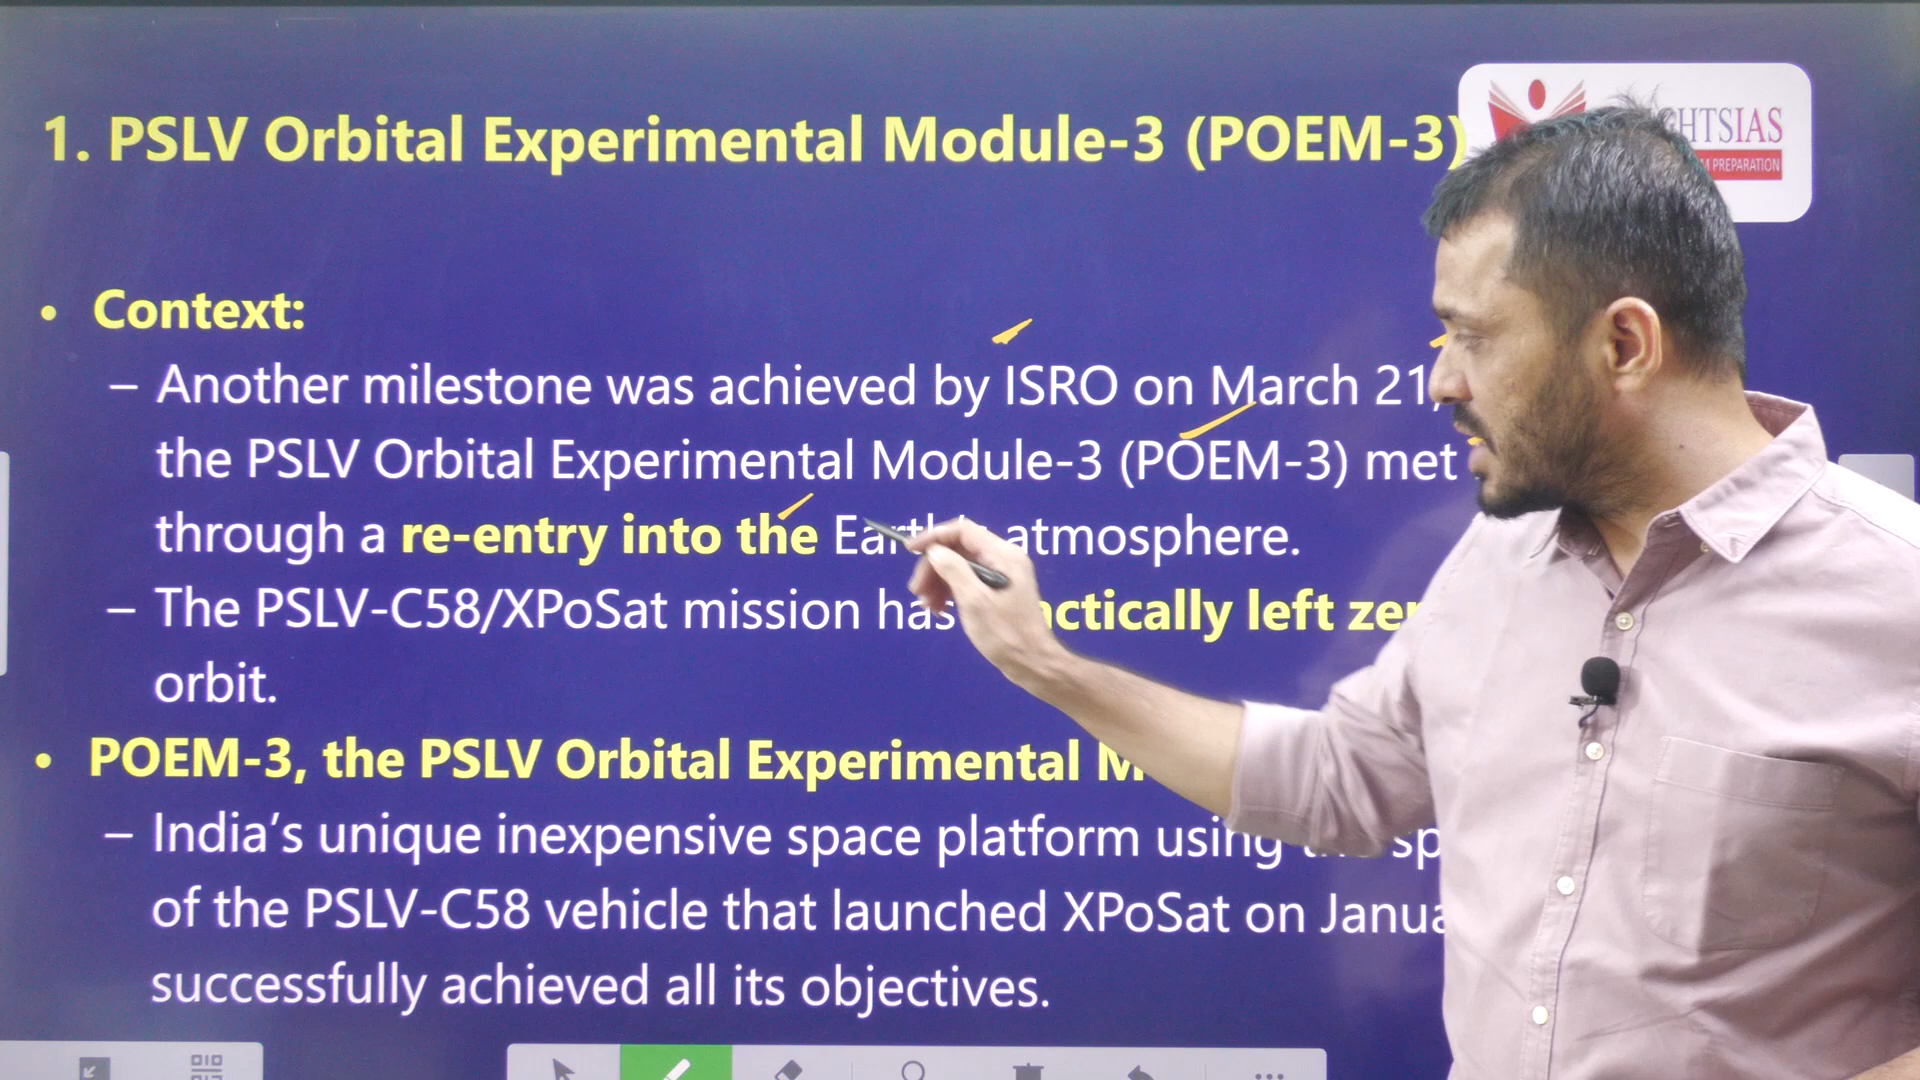 1. PSLV Orbital Experimental Module-3 (POEM-3)
HTSIAS
PREPARATION
• Context:
– Another milestone was achieved by ISRO on March 21,
the PSLV Orbital Experimental Module-3 (POEM-3) met
through a re-entry into the Earth's atmosphere.
– The PSLV-C58/XPoSat mission has actically left
orbit.
• POEM-3, the PSLV Orbital Experimental
– India's unique inexpensive space platform using
of the PSLV-C58 vehicle that launched XPoSat on
successfully achieved all its objectives.